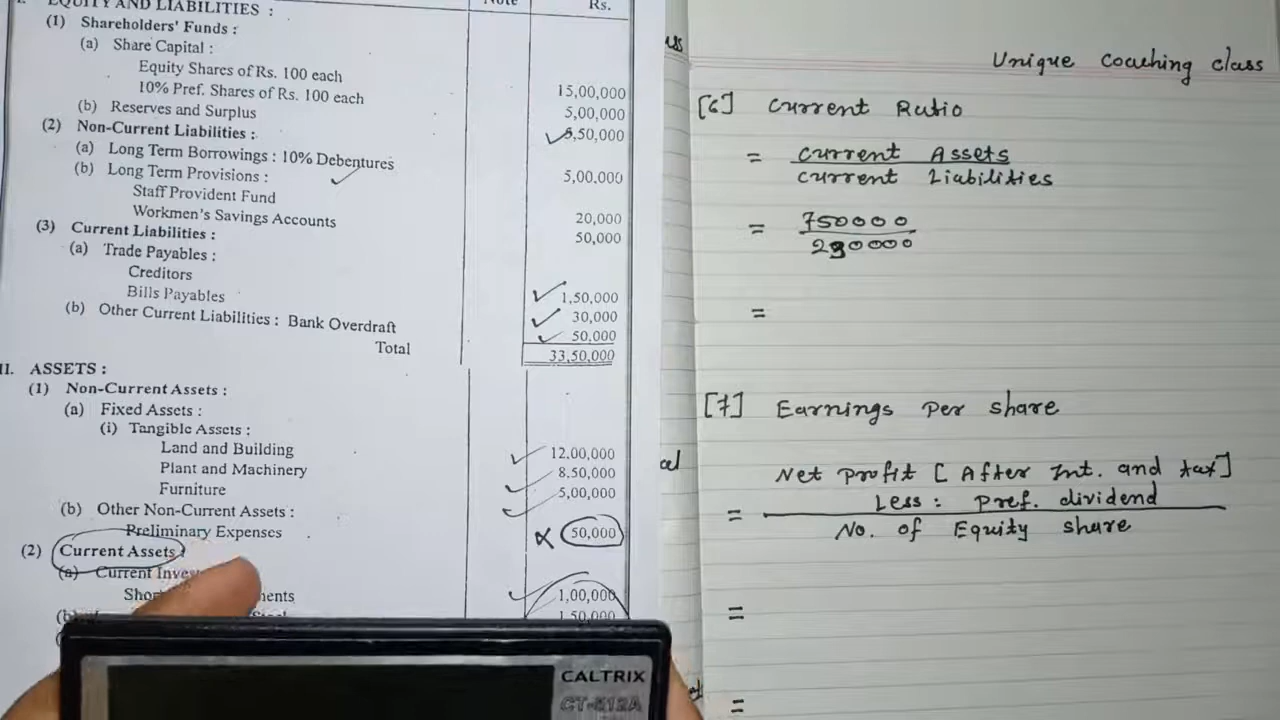 EQUITY AND LIABILITIES : Note Rs.
(1) Shareholders' Funds :
(a) Share Capital :
Equity Shares of Rs. 100 each 15,00,000
10% Pref. Shares of Rs. 100 each 5,00,000
(b) Reserves and Surplus 5,50,000
(2) Non-Current Liabilities :
(a) Long Term Borrowings : 10% Debentures 5,00,000
(b) Long Term Provisions :
Staff Provident Fund 20,000
Workmen's Savings Accounts 50,000
(3) Current Liabilities :
(a) Trade Payables :
Creditors 1,50,000
Bills Payables 30,000
(b) Other Current Liabilities : Bank Overdraft 50,000
Total 33,50,000
II. ASSETS :
(1) Non-Current Assets :
(a) Fixed Assets :
(i) Tangible Assets :
Land and Building 12,00,000
Plant and Machinery 8,50,000
Furniture 5,00,000
(b) Other Non-Current Assets :
Preliminary Expenses 50,000
(2) Current Assets :
(a) Current
1,00,000
(b) 1,50,000
CALTRIX
CT-512A
Unique Coaching class
[6] Current Ratio
= Current Assets
Current Liabilities
= 750000
230000
=
[7] Earnings Per share
Net Profit [After Int. and tax]
Less: Pref. dividend
=
No. of Equity share
=
=